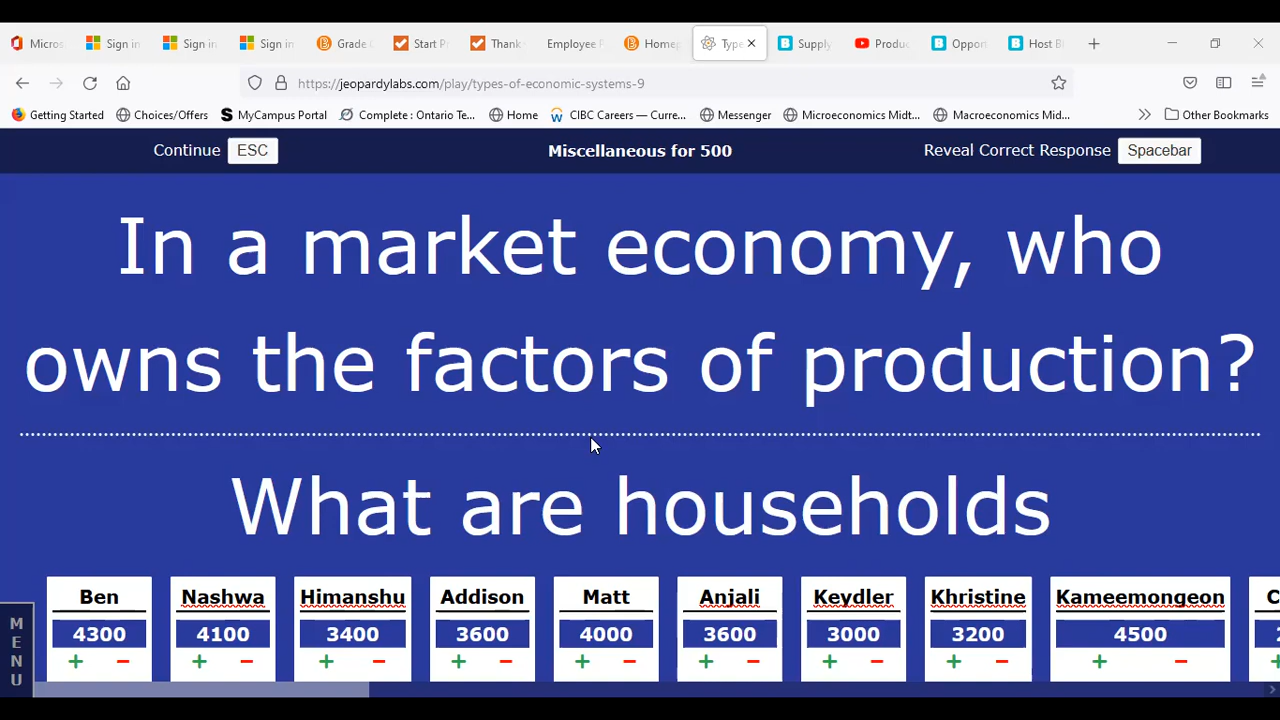 Micros Sign in Sign in Sign in Grade Start P Thank Employee Homep Type Supply Produc Opport Host B
https://jeopardylabs.com/play/types-of-economic-systems-9
Getting Started Choices/Offers MyCampus Portal Complete : Ontario Te... Home CIBC Careers — Curre... Messenger Microeconomics Midt... Macroeconomics Mid... Other Bookmarks
Continue ESC Miscellaneous for 500 Reveal Correct Response Spacebar
In a market economy, who
owns the factors of production?
What are households
Ben Nashwa Himanshu Addison Matt Anjali Keydler Khristine Kameemongeon C
4300 4100 3400 3600 4000 3600 3000 3200 4500
+ - + - + - + - + - + - + - + - + - +
MENU